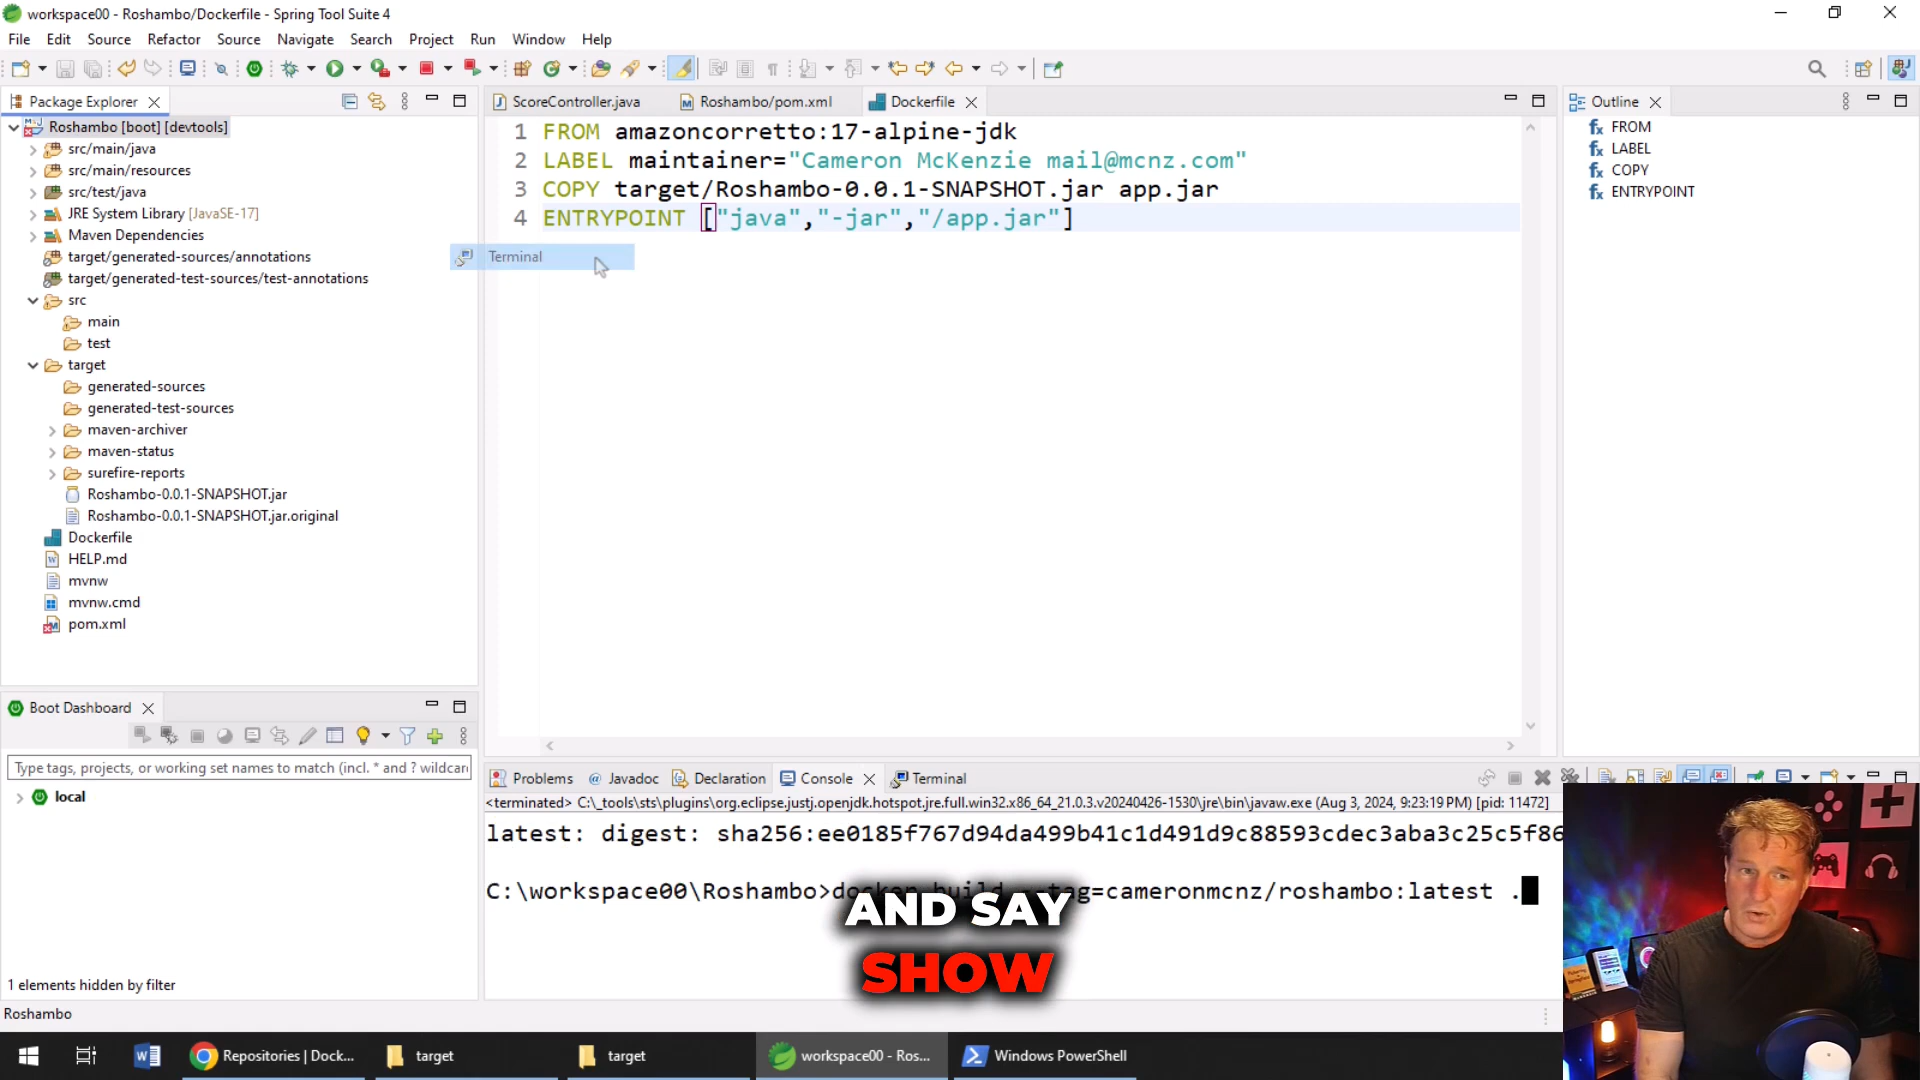 workspace00 - Roshambo/Dockerfile - Spring Tool Suite 4
File Edit Source Refactor Source Navigate Search Project Run Window Help
Package Explorer
Roshambo [boot] [devtools]
src/main/java
src/main/resources
src/test/java
JRE System Library [JavaSE-17]
Maven Dependencies
target/generated-sources/annotations
target/generated-test-sources/test-annotations
src
main
test
target
generated-sources
generated-test-sources
maven-archiver
maven-status
surefire-reports
Roshambo-0.0.1-SNAPSHOT.jar
Roshambo-0.0.1-SNAPSHOT.jar.original
Dockerfile
HELP.md
mvnw
mvnw.cmd
pom.xml
ScoreController.java Roshambo/pom.xml Dockerfile
1 FROM amazoncorretto:17-alpine-jdk
2 LABEL maintainer="Cameron McKenzie mail@mcnz.com"
3 COPY target/Roshambo-0.0.1-SNAPSHOT.jar app.jar
4 ENTRYPOINT ["java","-jar","/app.jar"]
Terminal
Outline
FROM
LABEL
COPY
ENTRYPOINT
Boot Dashboard
Type tags, projects, or working set names to match (incl. * and ? wildcar
local
1 elements hidden by filter
Problems Javadoc Declaration Console Terminal
<terminated> C:\_tools\sts\plugins\org.eclipse.justj.openjdk.hotspot.jre.full.win32.x86_64_21.0.3.v20240426-1530\jre\bin\javaw.exe (Aug 3, 2024, 9:23:19 PM) [pid: 11472]
latest: digest: sha256:ee0185f767d94da499b41c1d491d9c88593cdec3aba3c25c5f86
C:\workspace00\Roshambo>docker build --tag=cameronmcnz/roshambo:latest .
AND SAY
SHOW
Roshambo
Repositories | Dock... target target workspace00 - Ros... Windows PowerShell